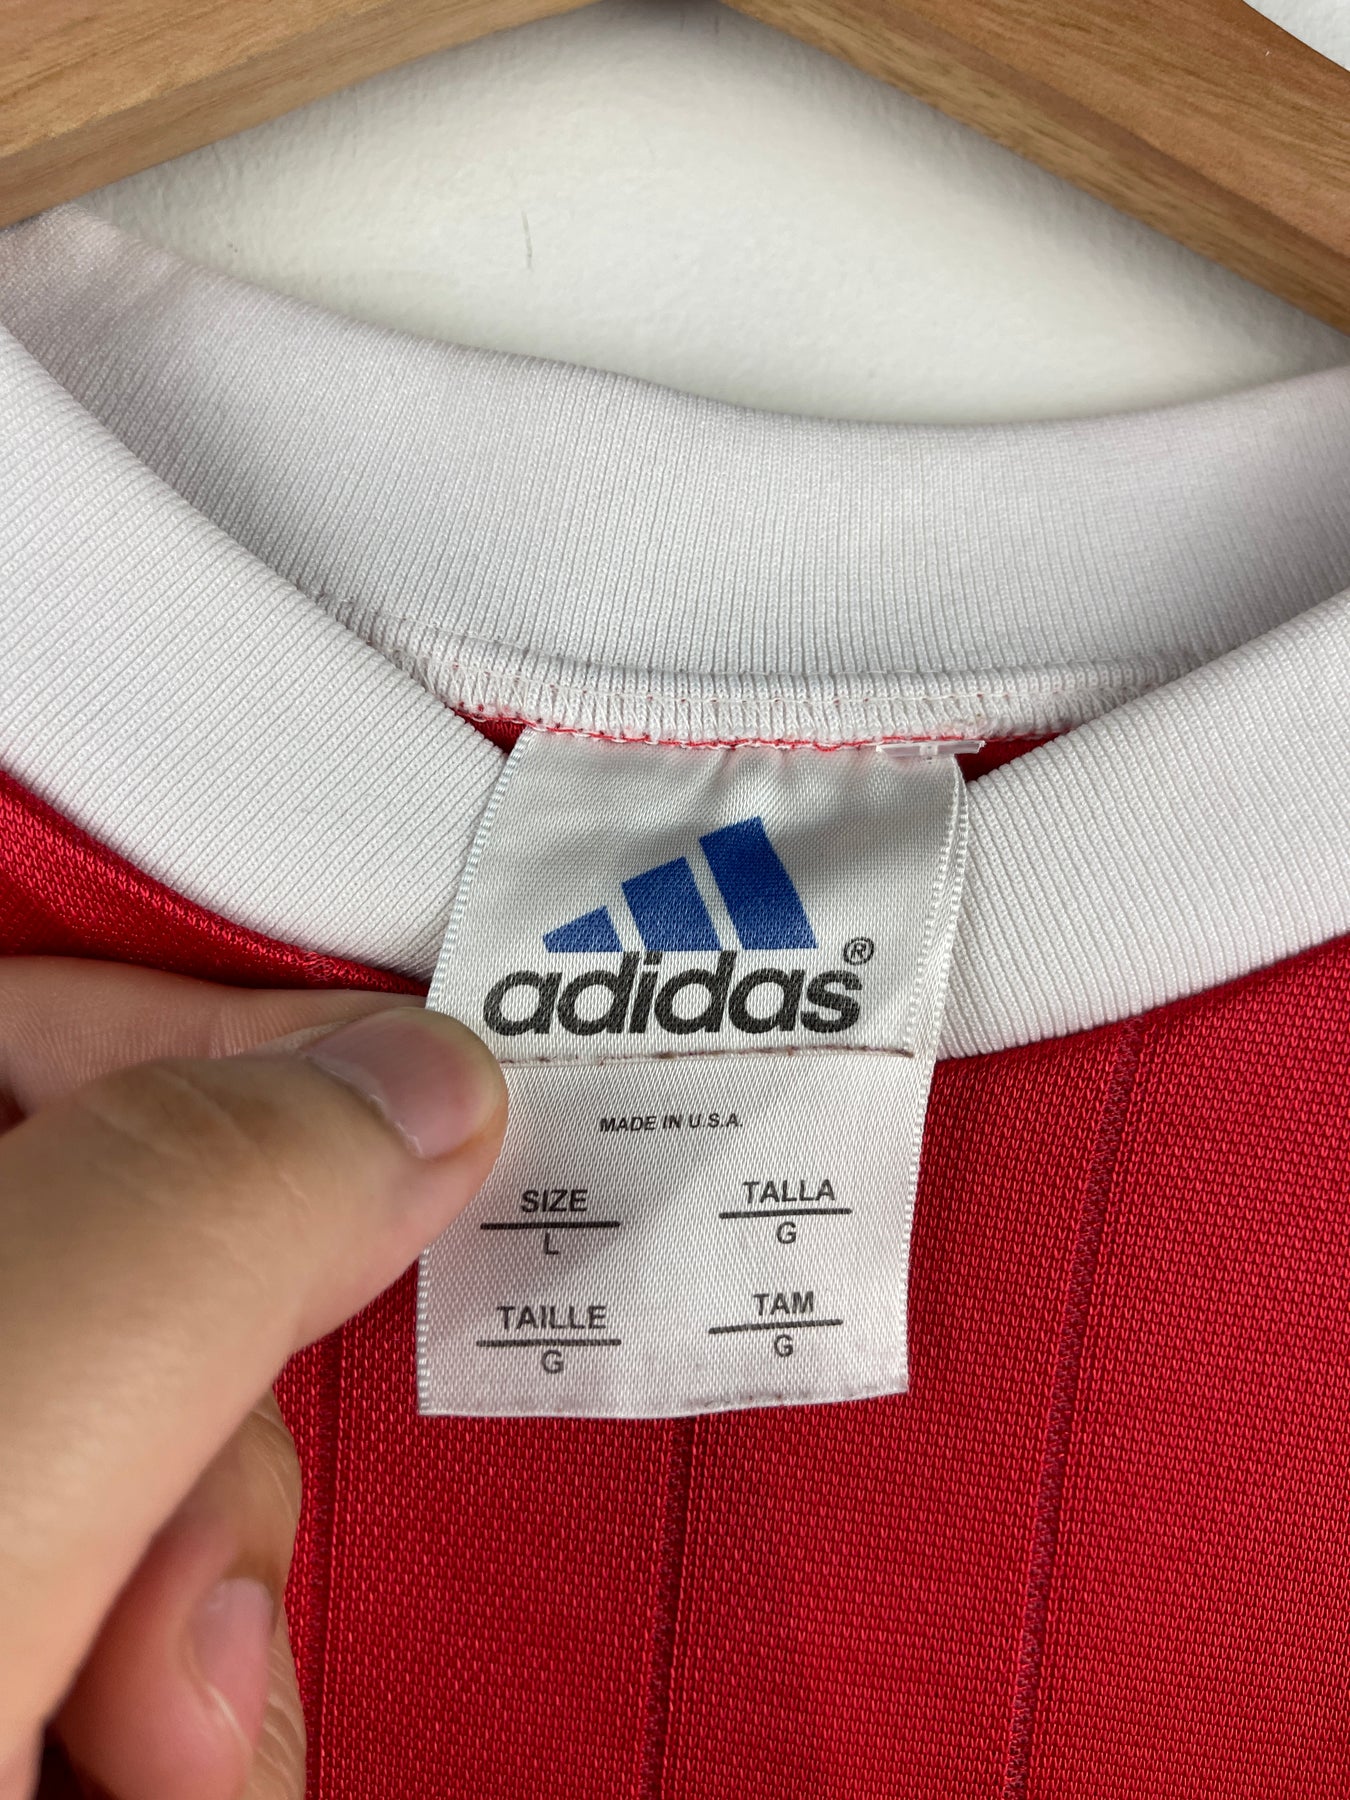 adidas®
MADE IN U.S.A.
SIZE TALLA
L G
TAILLE TAM
G G